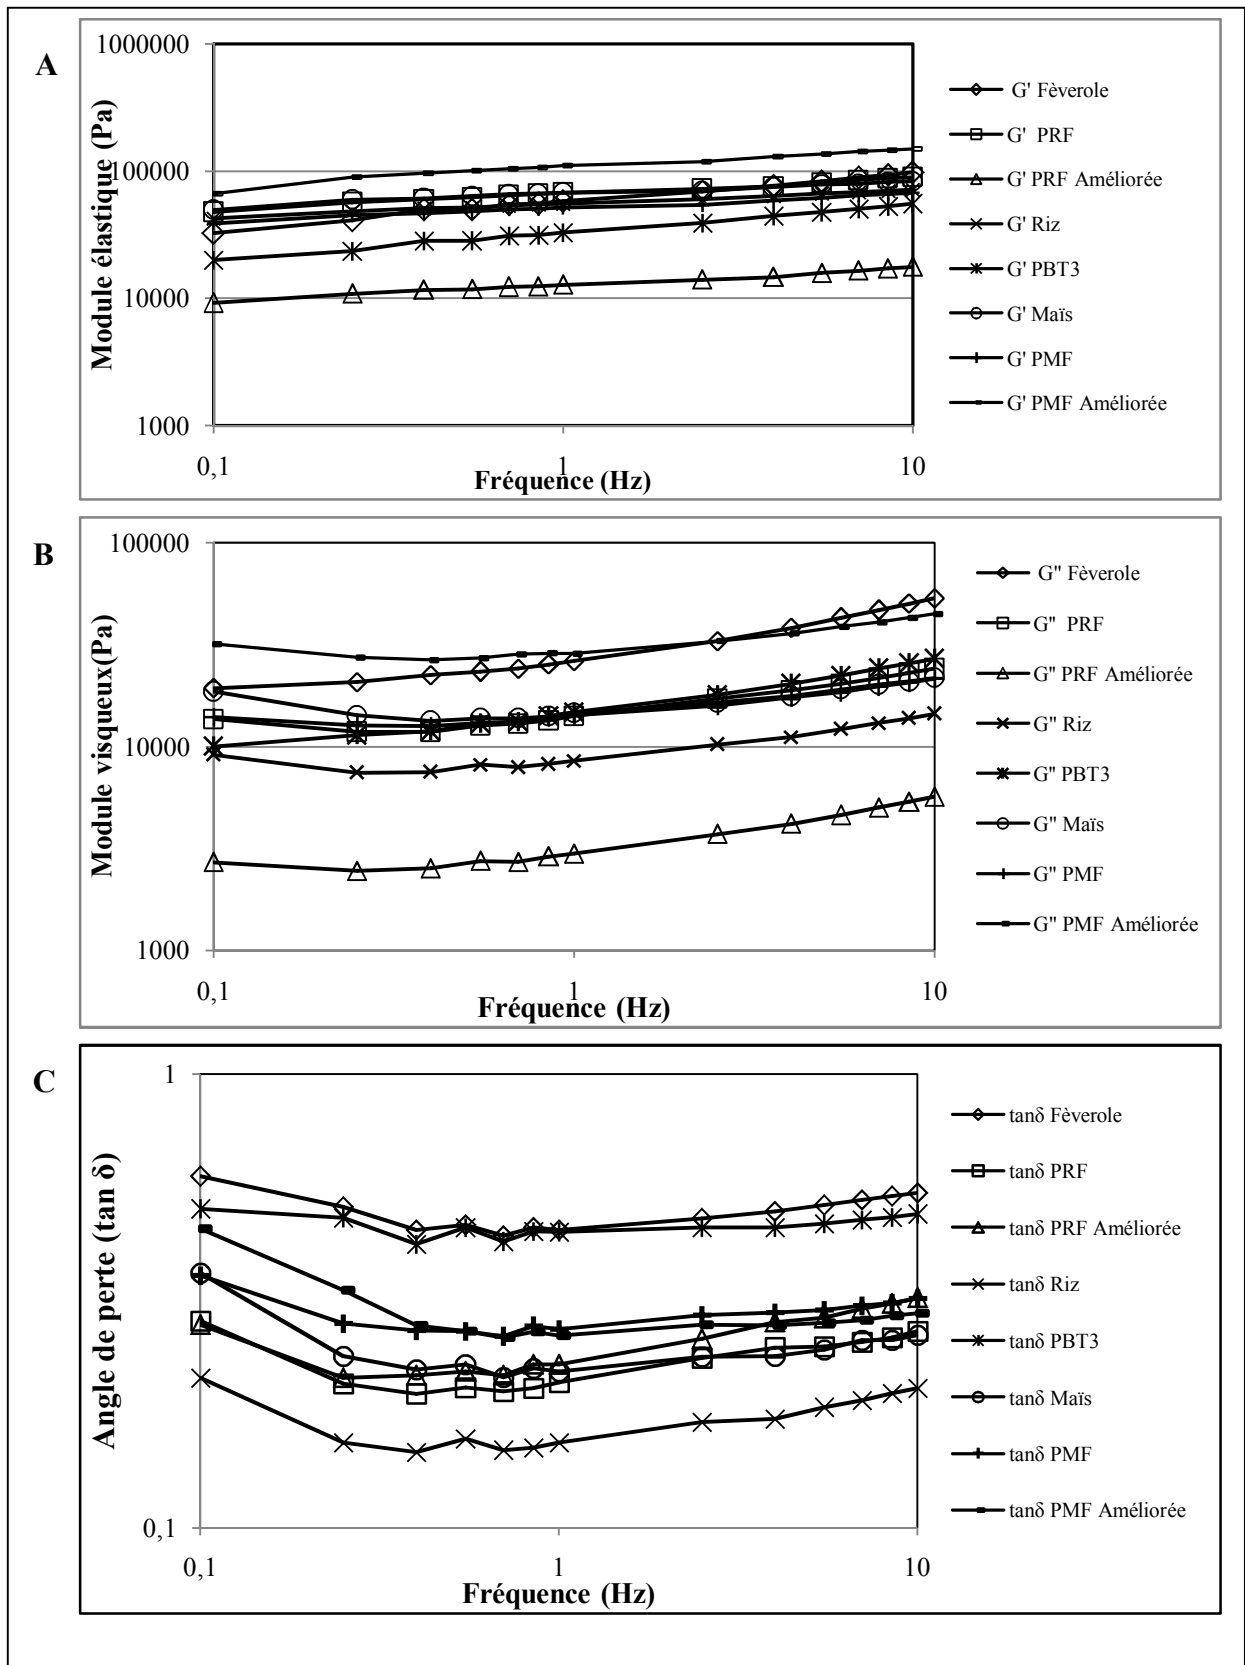 A
Module élastique (Pa)
1000000
100000
10000
1000
0,1
1
10
Fréquence (Hz)
G' Fèverole
G' PRF
G' PRF Améliorée
G' Riz
G' PBT3
G' Maïs
G' PMF
G' PMF Améliorée
B
Module visqueux(Pa)
100000
10000
1000
0,1
1
10
Fréquence (Hz)
G'' Fèverole
G'' PRF
G'' PRF Améliorée
G'' Riz
G'' PBT3
G'' Maïs
G'' PMF
G'' PMF Améliorée
C
Angle de perte (tan δ)
1
0,1
0,1
1
10
Fréquence (Hz)
tanδ Fèverole
tanδ PRF
tanδ PRF Améliorée
tanδ Riz
tanδ PBT3
tanδ Maïs
tanδ PMF
tanδ PMF Améliorée